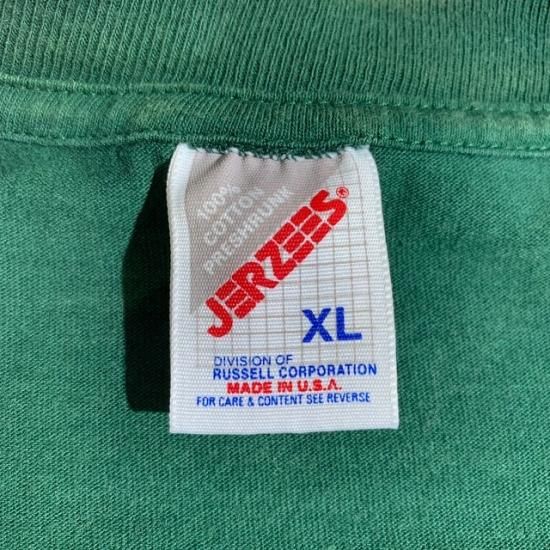 100%
COTTON
PRESHRUNK
JERZEES®
XL
DIVISION OF
RUSSELL CORPORATION
MADE IN U.S.A.
FOR CARE & CONTENT SEE REVERSE